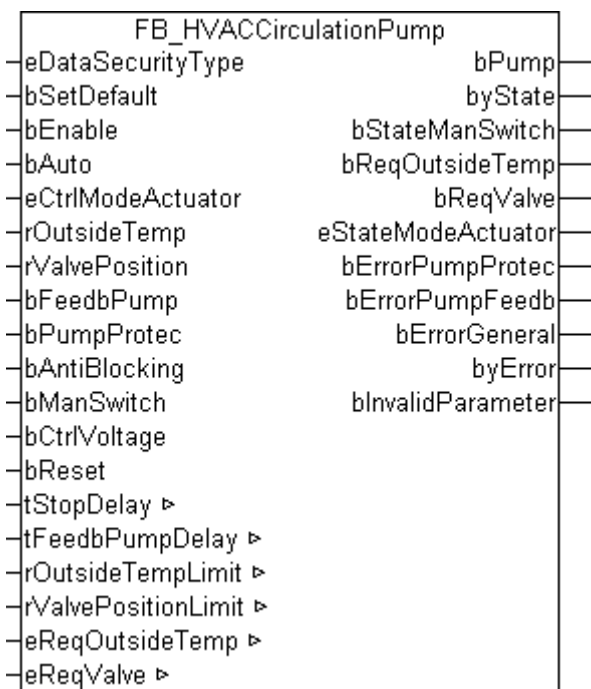 FB_HVACCirculationPump
eDataSecurityType bPump
bSetDefault byState
bEnable bStateManSwitch
bAuto bReqOutsideTemp
eCtrlModeActuator bReqValve
rOutsideTemp eStateModeActuator
rValvePosition bErrorPumpProtec
bFeedbPump bErrorPumpFeedb
bPumpProtec bErrorGeneral
bAntiBlocking byError
bManSwitch bInvalidParameter
bCtrlVoltage
bReset
tStopDelay ▹
tFeedbPumpDelay ▹
rOutsideTempLimit ▹
rValvePositionLimit ▹
eReqOutsideTemp ▹
eReqValve ▹